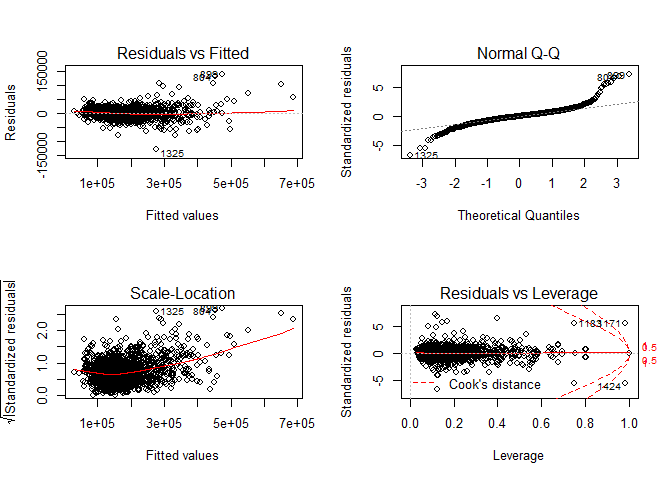 Residuals vs Fitted
Residuals
150000
0
-150000
1325
1e+05
3e+05
5e+05
7e+05
Fitted values
Normal Q-Q
Standardized residuals
5
0
-5
1325
-3
-2
-1
0
1
2
3
Theoretical Quantiles
Scale-Location
√|Standardized residuals|
2.0
1.0
0.0
1325
1e+05
3e+05
5e+05
7e+05
Fitted values
Residuals vs Leverage
Standardized residuals
5
0
-5
1424
Cook's distance
0.5
0.5
0.0
0.2
0.4
0.6
0.8
1.0
Leverage